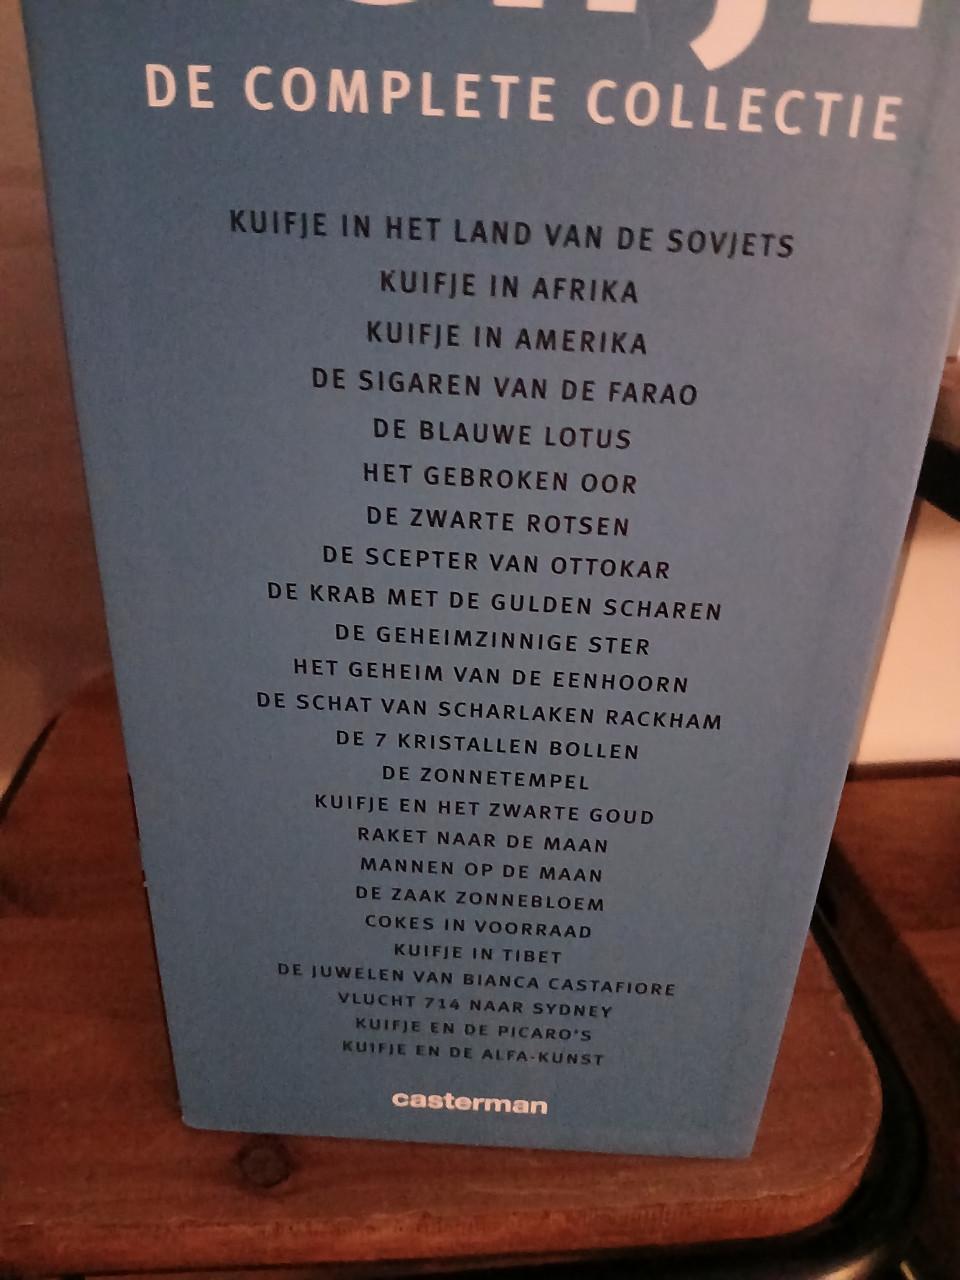 DE COMPLETE COLLECTIE
KUIFJE IN HET LAND VAN DE SOVJETS
KUIFJE IN AFRIKA
KUIFJE IN AMERIKA
DE SIGAREN VAN DE FARAO
DE BLAUWE LOTUS
HET GEBROKEN OOR
DE ZWARTE ROTSEN
DE SCEPTER VAN OTTOKAR
DE KRAB MET DE GULDEN SCHAREN
DE GEHEIMZINNIGE STER
HET GEHEIM VAN DE EENHOORN
DE SCHAT VAN SCHARLAKEN RACKHAM
DE 7 KRISTALLEN BOLLEN
DE ZONNETEMPEL
KUIFJE EN HET ZWARTE GOUD
RAKET NAAR DE MAAN
MANNEN OP DE MAAN
DE ZAAK ZONNEBLOEM
COKES IN VOORRAAD
KUIFJE IN TIBET
DE JUWELEN VAN BIANCA CASTAFIORE
VLUCHT 714 NAAR SYDNEY
KUIFJE EN DE PICARO'S
KUIFJE EN DE ALFA-KUNST
casterman